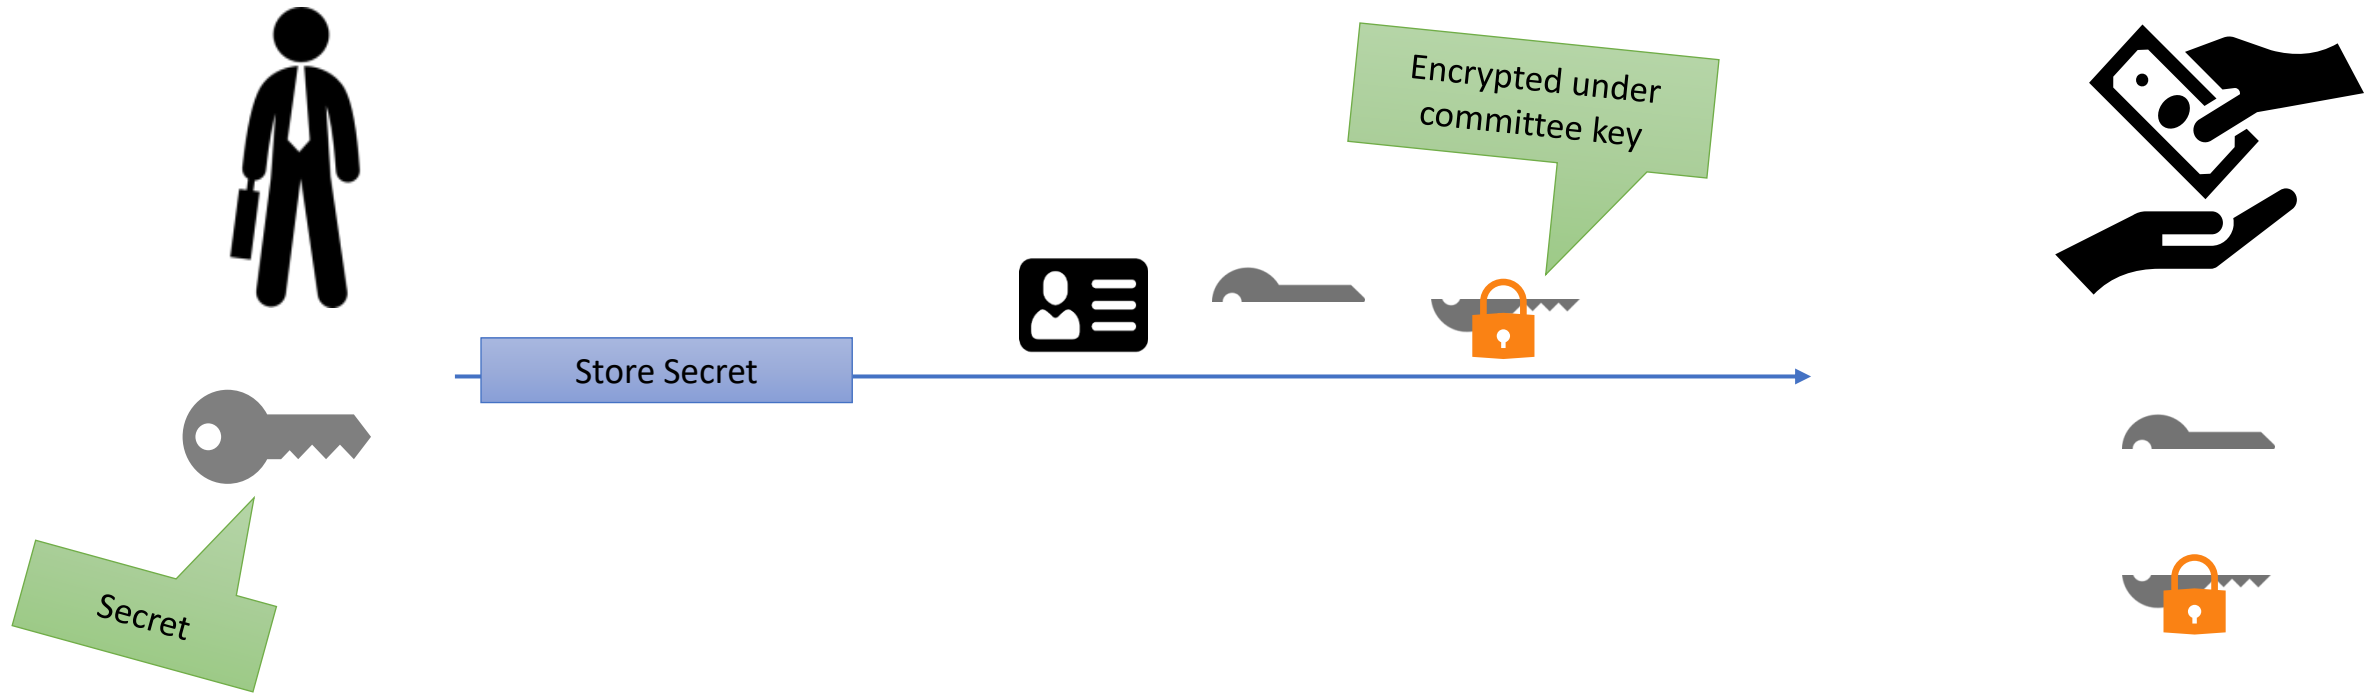 Encrypted under
committee key
Store Secret
Secret